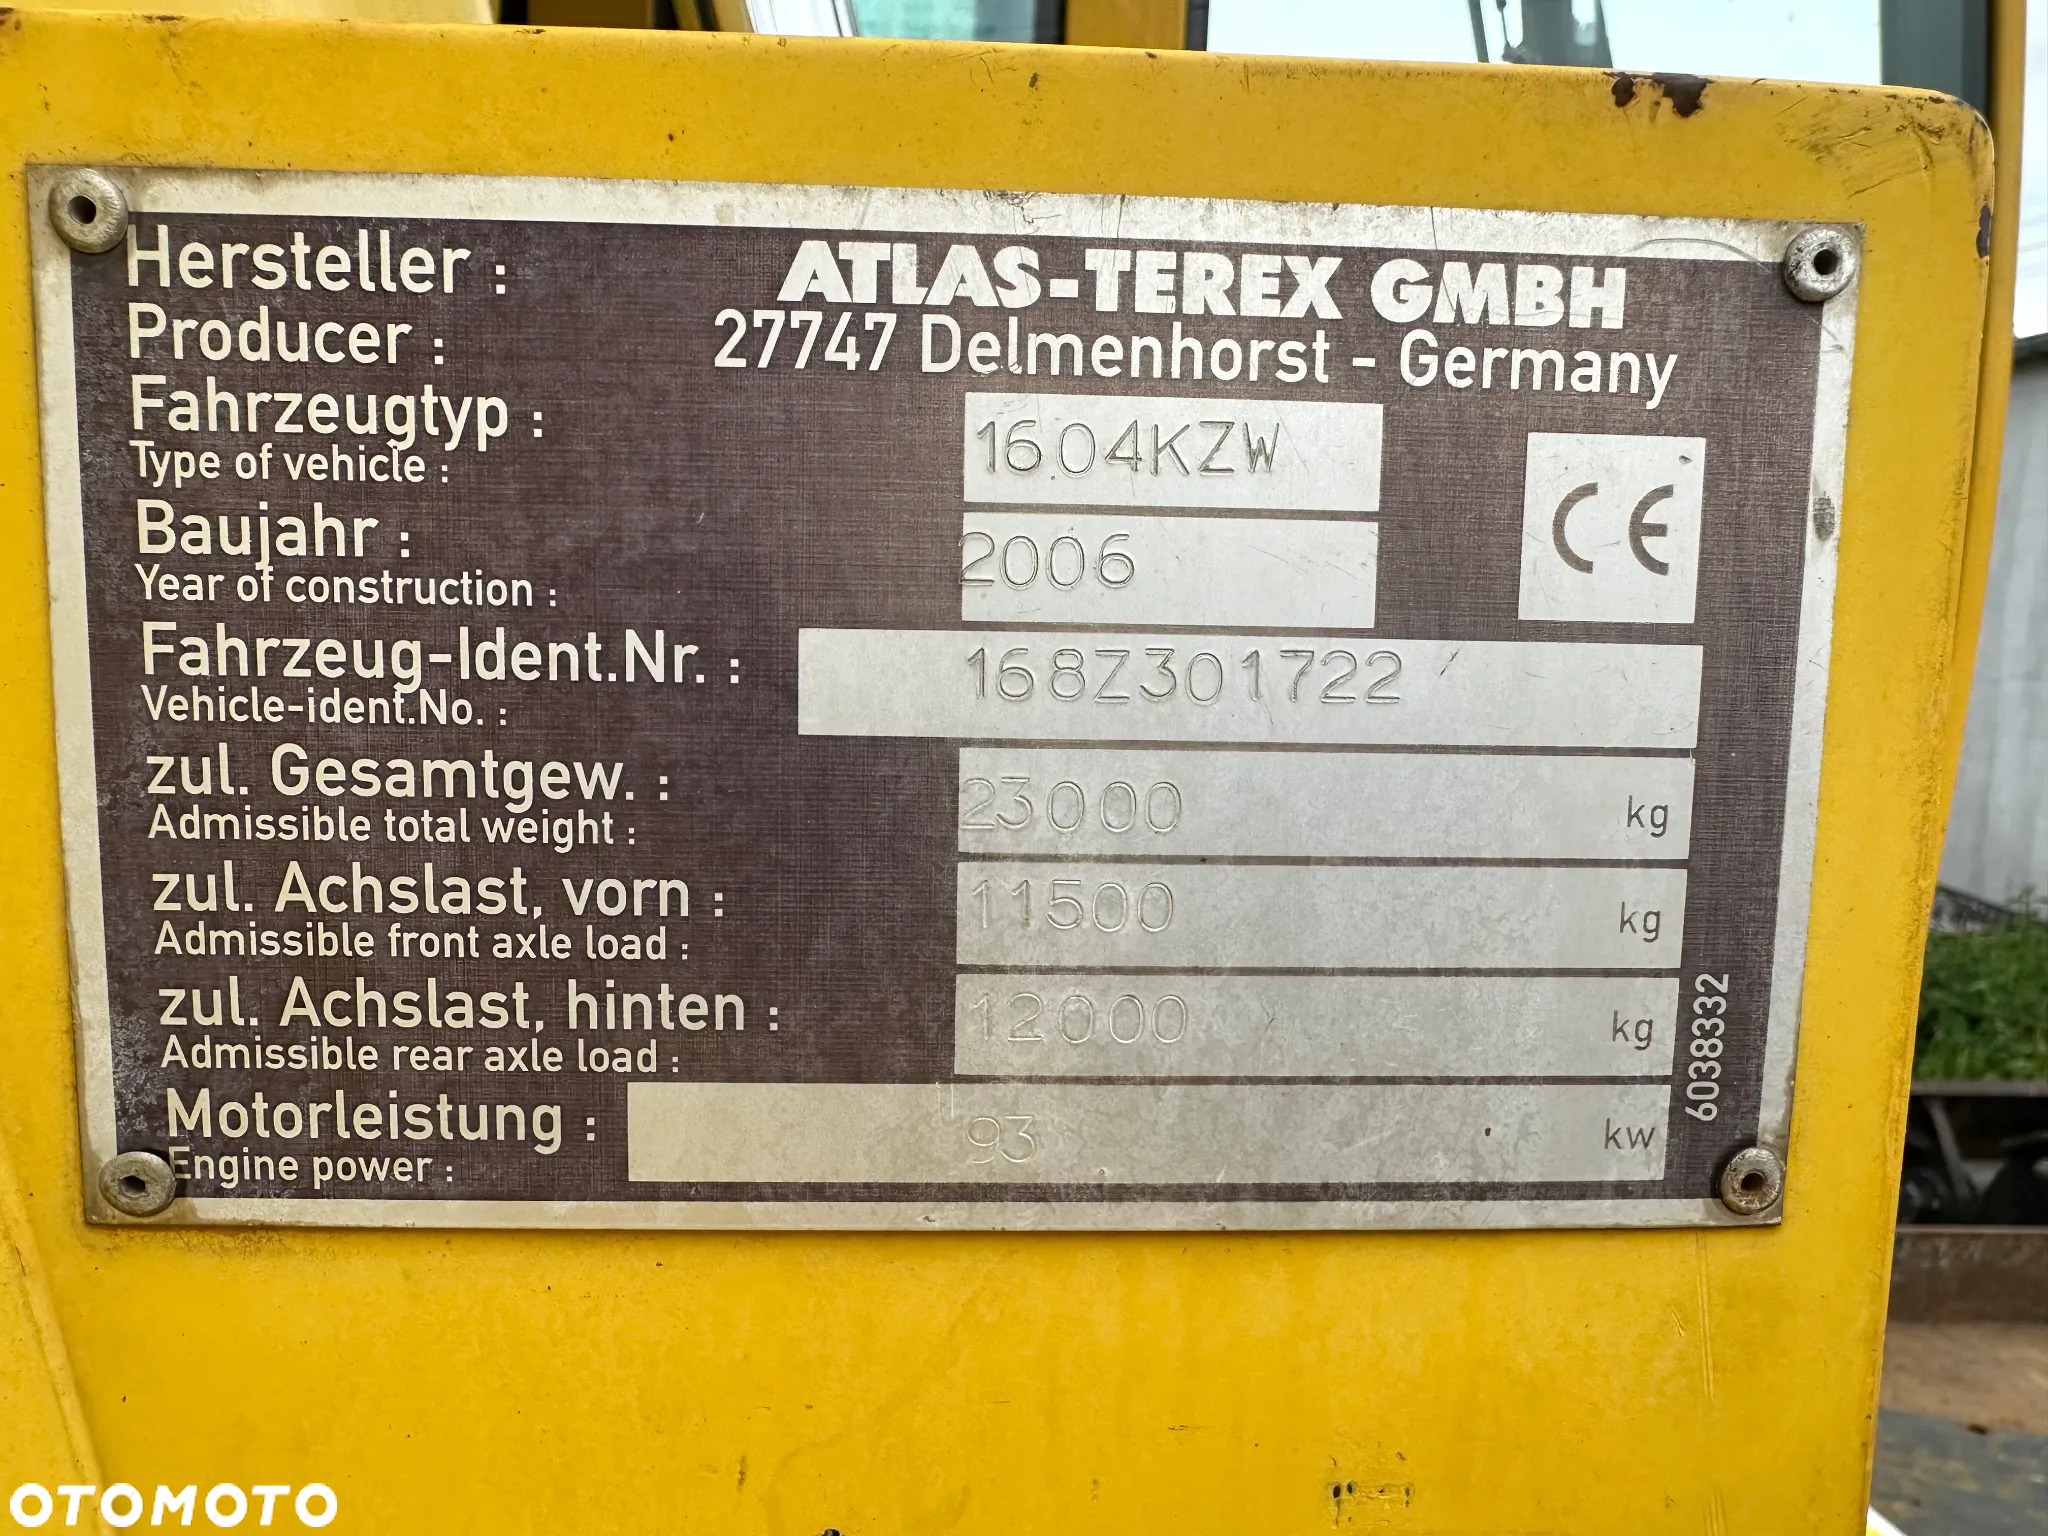 Hersteller : ATLAS-TEREX GMBH
Producer : 27747 Delmenhorst - Germany
Fahrzeugtyp : 1604KZW
Type of vehicle :
CE
Baujahr : 2006
Year of construction :
Fahrzeug-Ident.Nr. : 168Z301722
Vehicle-ident.No. :
zul. Gesamtgew. : 23000 kg
Admissible total weight :
zul. Achslast, vorn : 11500 kg
Admissible front axle load :
zul. Achslast, hinten : 12000 kg
Admissible rear axle load :
Motorleistung : 93 kw
Engine power :
6038332
OTOMOTO